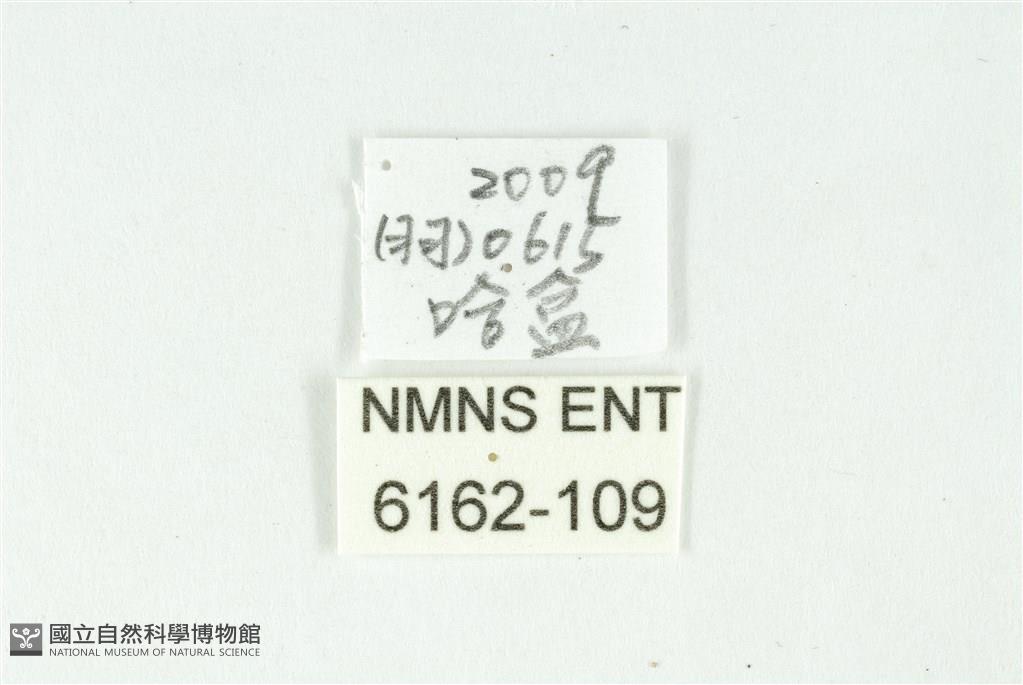 2009
(羽)0615
哈盆
NMNS ENT
6162-109
國立自然科學博物館
NATIONAL MUSEUM OF NATURAL SCIENCE